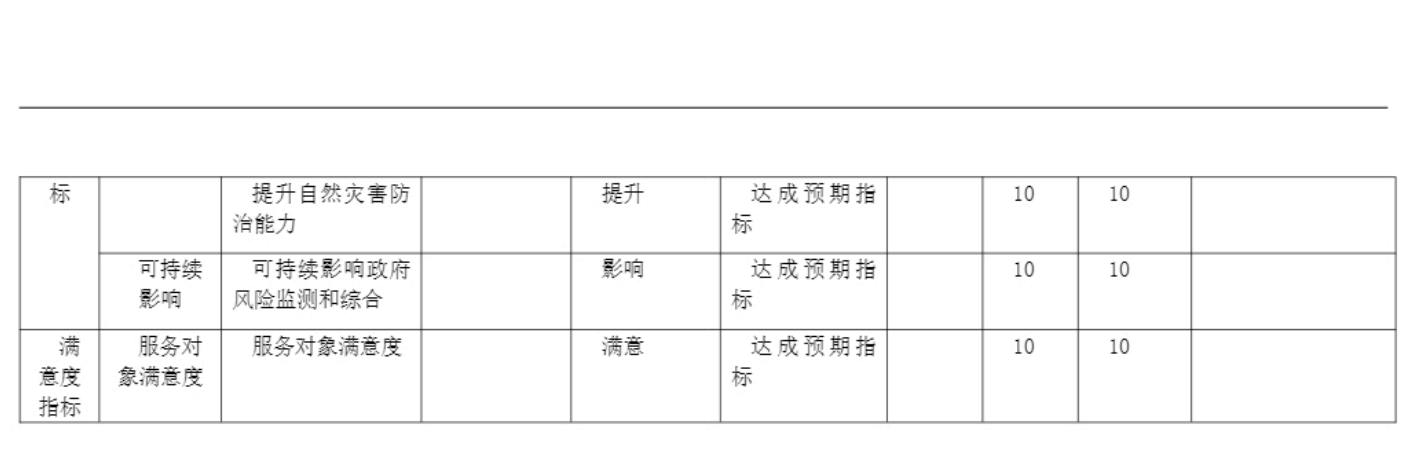 标 提升自然灾害防 提升 达成预期指 10 10
治能力 标
可持续 可持续影响政府 影响 达成预期指 10 10
影响 风险监测和综合 标
满 服务对 服务对象满意度 满意 达成预期指 10 10
意度 象满意度 标
指标